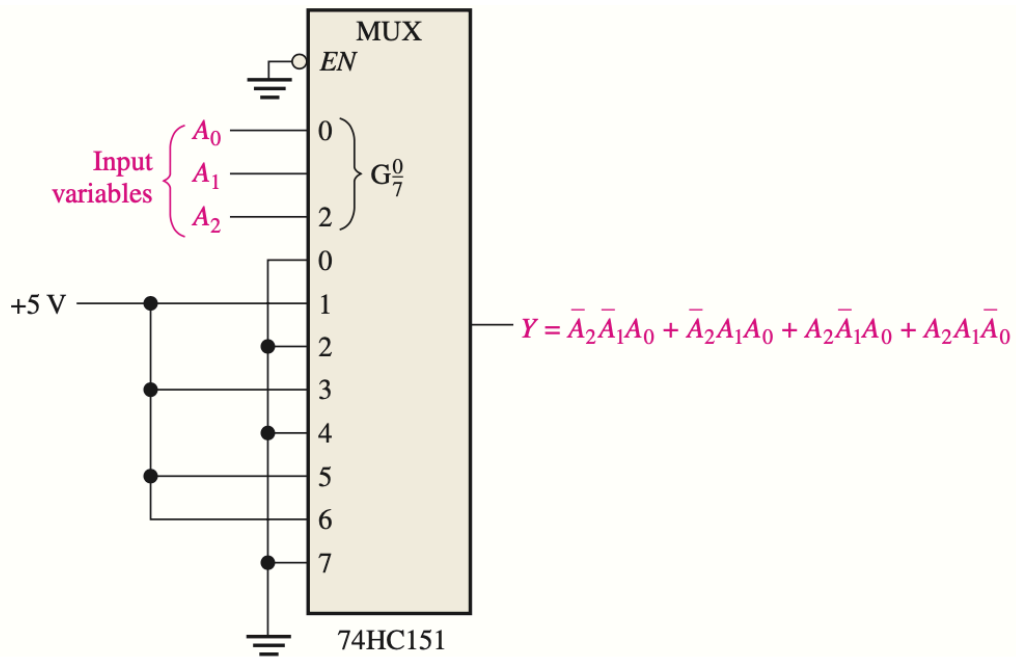 MUX
EN
A₀
0
Input
variables
A₁
G 0/7
A₂
2
0
+5 V
1
Y = A̅₂A̅₁A₀ + A̅₂A₁A₀ + A₂A̅₁A₀ + A₂A₁A̅₀
2
3
4
5
6
7
74HC151